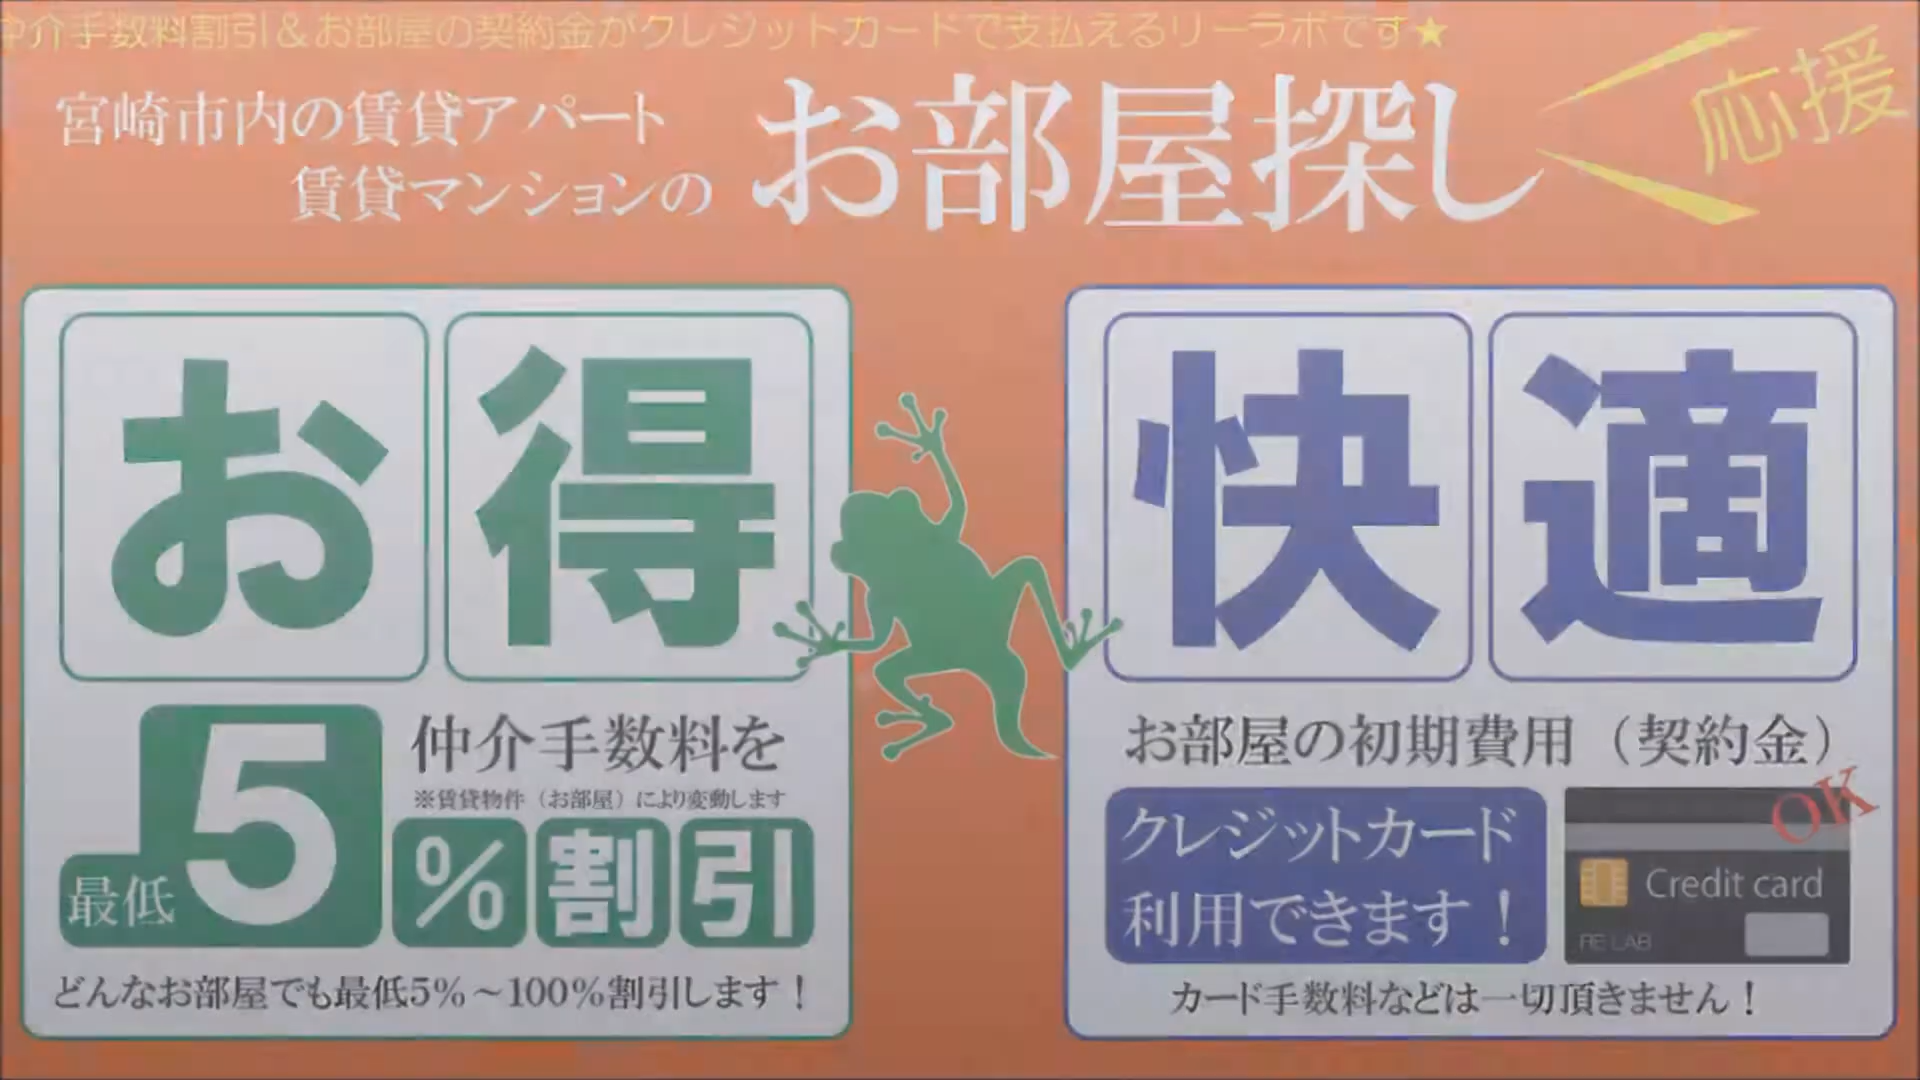 仲介手数料割引&お部屋の契約金がクレジットカードで支払えるリーラボです★
宮崎市内の賃貸アパート
賃貸マンションの
お部屋探し
応援
お得
快適
最低5%割引
仲介手数料を
※賃貸物件（お部屋）により変動します
どんなお部屋でも最低5%～100%割引します！
お部屋の初期費用（契約金）
クレジットカード
利用できます！
OK
Credit card
RE LAB
カード手数料などは一切頂きません！